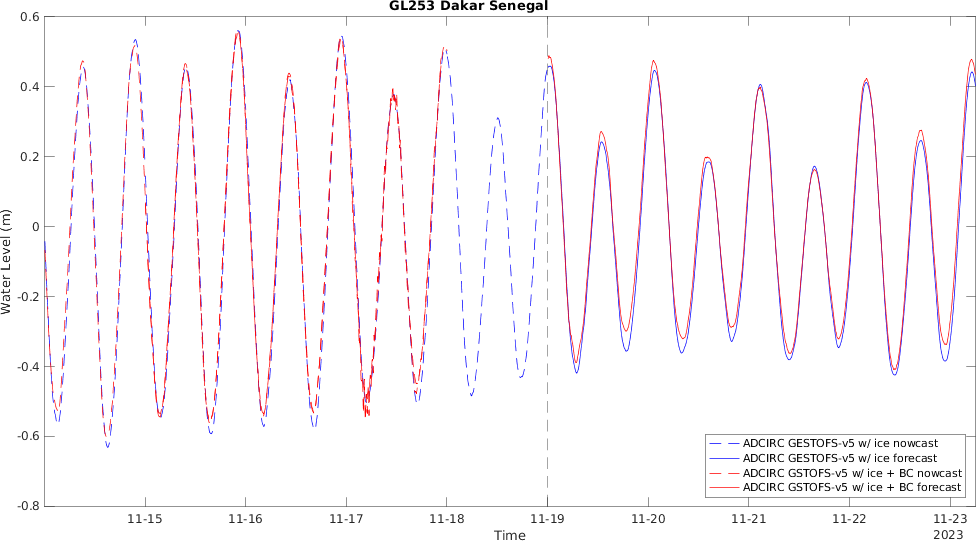 GL253 Dakar Senegal
0.6
0.4
0.2
0
-0.2
-0.4
-0.6
-0.8
Water Level (m)
11-15 11-16 11-17 11-18 11-19 11-20 11-21 11-22 11-23
2023
Time
ADCIRC GESTOFS-v5 w/ ice nowcast
ADCIRC GESTOFS-v5 w/ ice forecast
ADCIRC GSTOFS-v5 w/ ice + BC nowcast
ADCIRC GSTOFS-v5 w/ ice + BC forecast